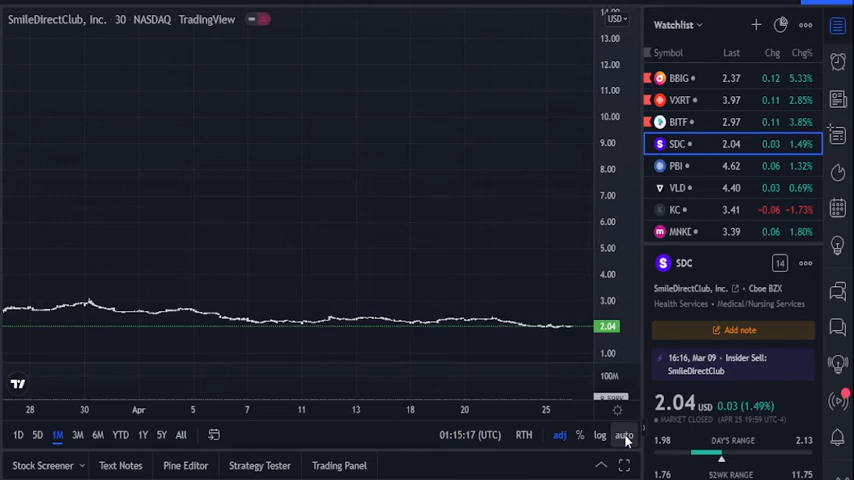 SmileDirectClub, Inc. · 30 · NASDAQ · TradingView
USD
14.00
13.00
12.00
11.00
10.00
9.00
8.00
7.00
6.00
5.00
4.00
3.00
2.04
1.00
100M
28 30 Apr 5 7 11 13 18 20 25
1D 5D 1M 3M 6M YTD 1Y 5Y All
01:15:17 (UTC) RTH adj % log auto
Stock Screener Text Notes Pine Editor Strategy Tester Trading Panel
Watchlist
Symbol Last Chg Chg%
BBIG 2.37 0.12 5.33%
VXRT 3.97 0.11 2.85%
BITF 2.97 0.11 3.85%
SDC 2.04 0.03 1.49%
PBI 4.62 0.06 1.32%
VLD 4.40 0.03 0.69%
KC 3.41 −0.06 −1.73%
MNKD 3.39 0.06 1.80%
SDC
14
SmileDirectClub, Inc. • Cboe BZX
Health Services • Medical/Nursing Services
Add note
16:16, Mar 09 • Insider Sell:
SmileDirectClub
2.04 USD 0.03 (1.49%)
MARKET CLOSED (APR 25 19:59 UTC-4)
1.98 DAY'S RANGE 2.13
1.76 52WK RANGE 11.75